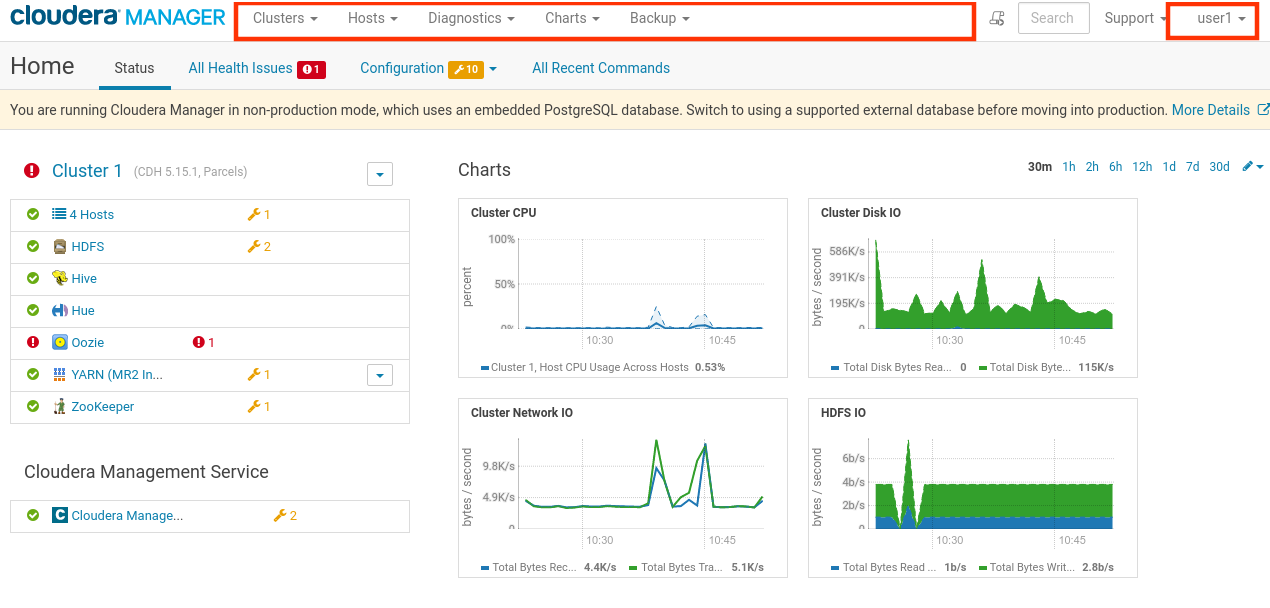 cloudera MANAGER Clusters Hosts Diagnostics Charts Backup Search Support user1
Home Status All Health Issues 1 Configuration 10 All Recent Commands
You are running Cloudera Manager in non-production mode, which uses an embedded PostgreSQL database. Switch to using a supported external database before moving into production. More Details
Cluster 1 (CDH 5.15.1, Parcels)
4 Hosts 1
HDFS 2
Hive
Hue
Oozie 1
YARN (MR2 In... 1
ZooKeeper 1
Cloudera Management Service
Cloudera Manage... 2
Charts 30m 1h 2h 6h 12h 1d 7d 30d
Cluster CPU
percent
100%
50%
0%
10:30 10:45
Cluster 1, Host CPU Usage Across Hosts 0.53%
Cluster Disk IO
bytes / second
586K/s
391K/s
195K/s
0
10:30 10:45
Total Disk Bytes Rea... 0 Total Disk Byte... 115K/s
Cluster Network IO
bytes / second
9.8K/s
4.9K/s
0
10:30 10:45
Total Bytes Rec... 4.4K/s Total Bytes Tra... 5.1K/s
HDFS IO
bytes / second
6b/s
4b/s
2b/s
0
10:30 10:45
Total Bytes Read ... 1b/s Total Bytes Writ... 2.8b/s